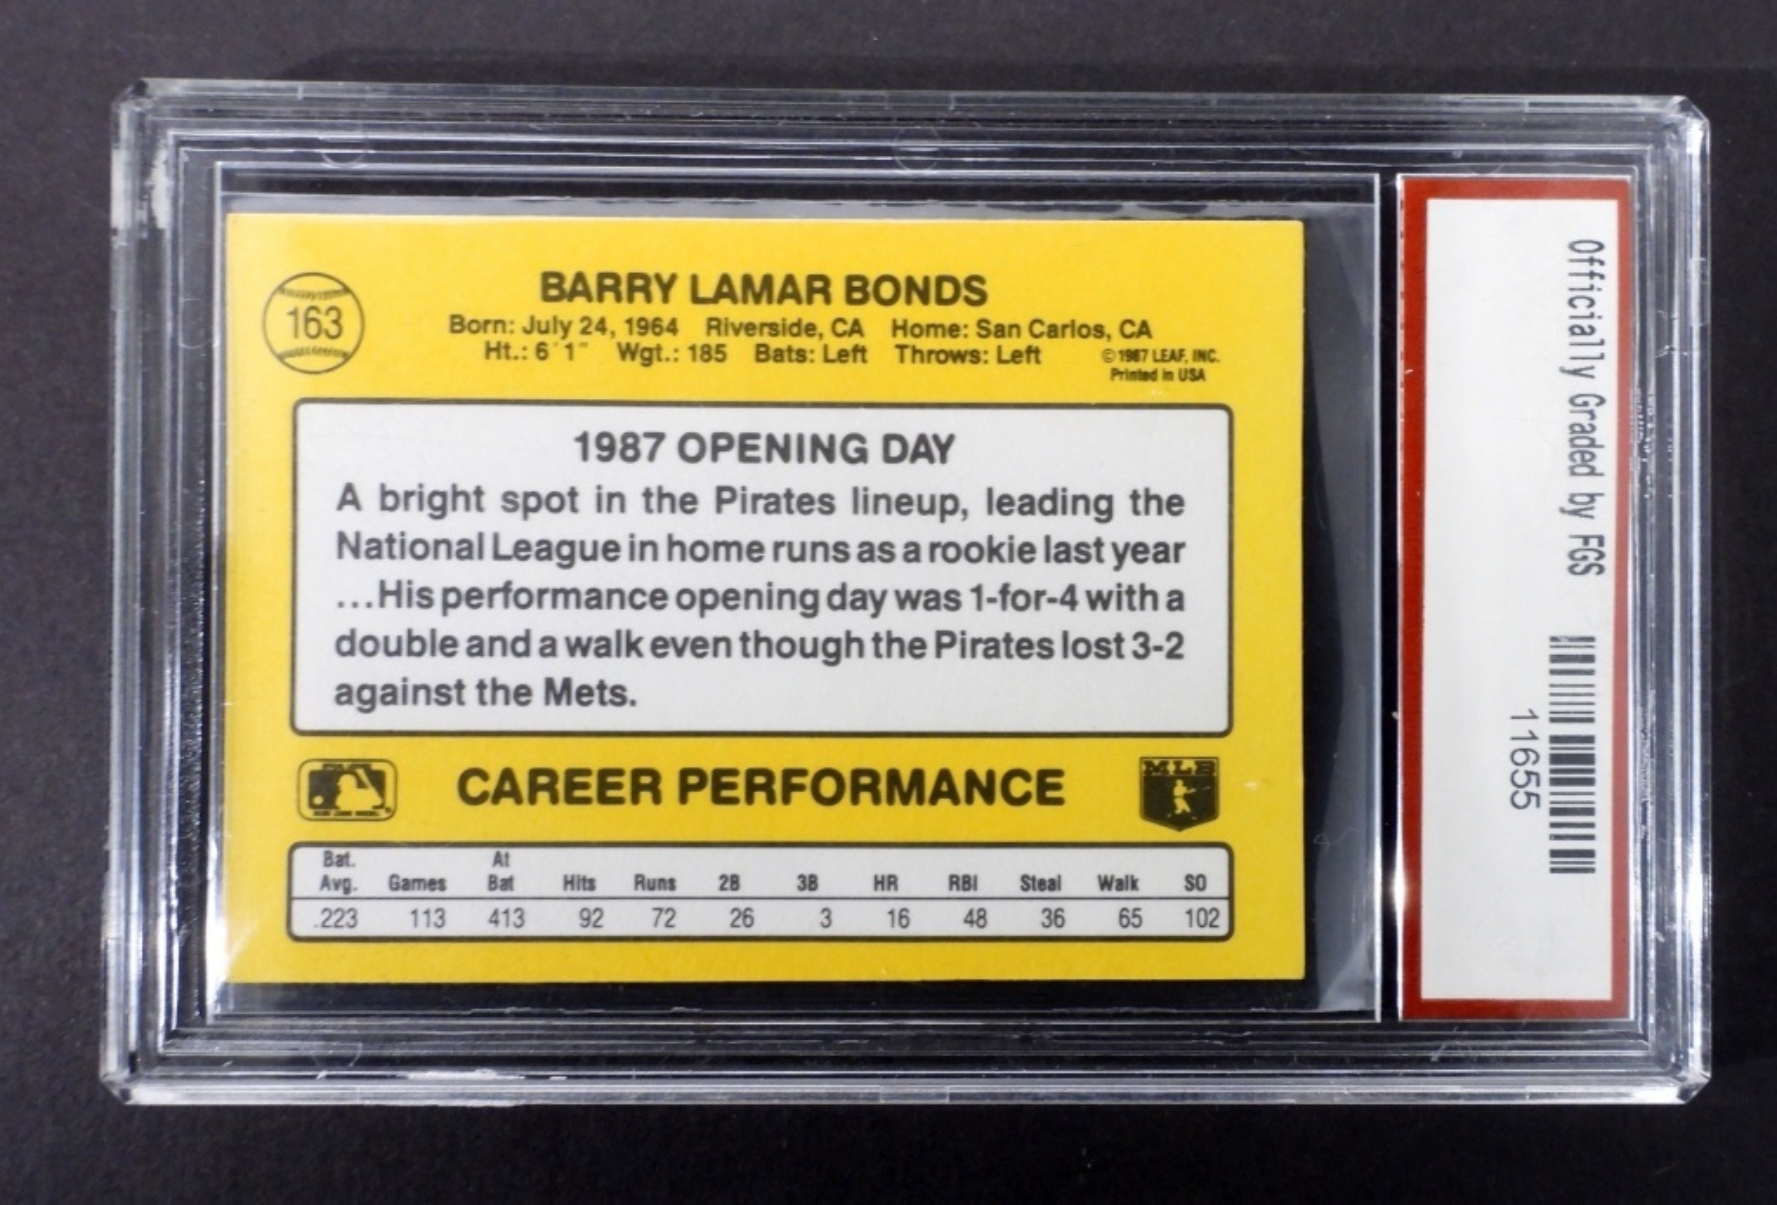 163
BARRY LAMAR BONDS
Born: July 24, 1964 Riverside, CA Home: San Carlos, CA
Ht.: 6'1" Wgt.: 185 Bats: Left Throws: Left
© 1987 LEAF, INC.
Printed in USA
1987 OPENING DAY
A bright spot in the Pirates lineup, leading the
National League in home runs as a rookie last year
...His performance opening day was 1-for-4 with a
double and a walk even though the Pirates lost 3-2
against the Mets.
CAREER PERFORMANCE
MLB
Bat. Avg. Games At Bat Hits Runs 2B 3B HR RBI Steal Walk SO
.223 113 413 92 72 26 3 16 48 36 65 102
Officially Graded by FGS
11655